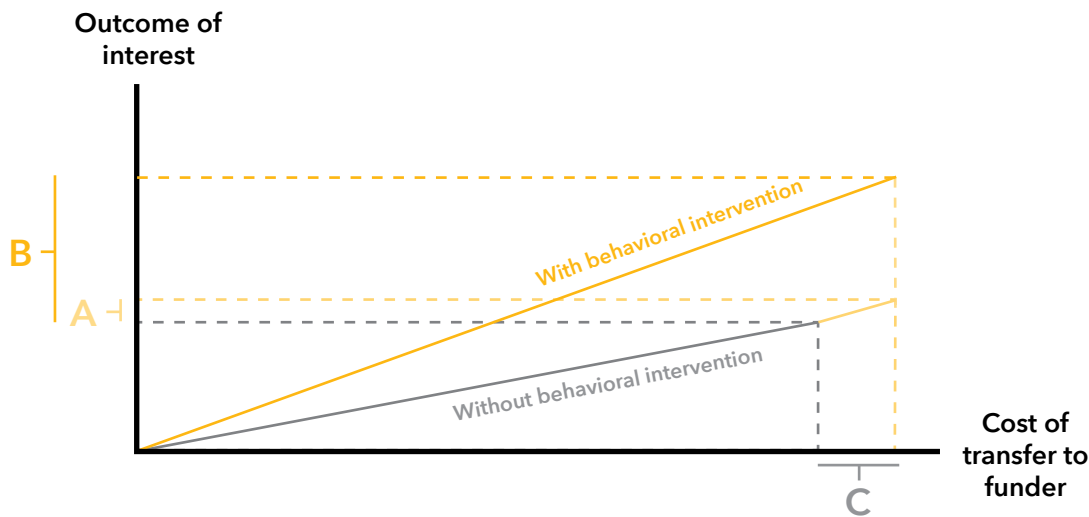 Outcome of
interest
B
A
With behavioral intervention
Without behavioral intervention
C
Cost of
transfer to
funder